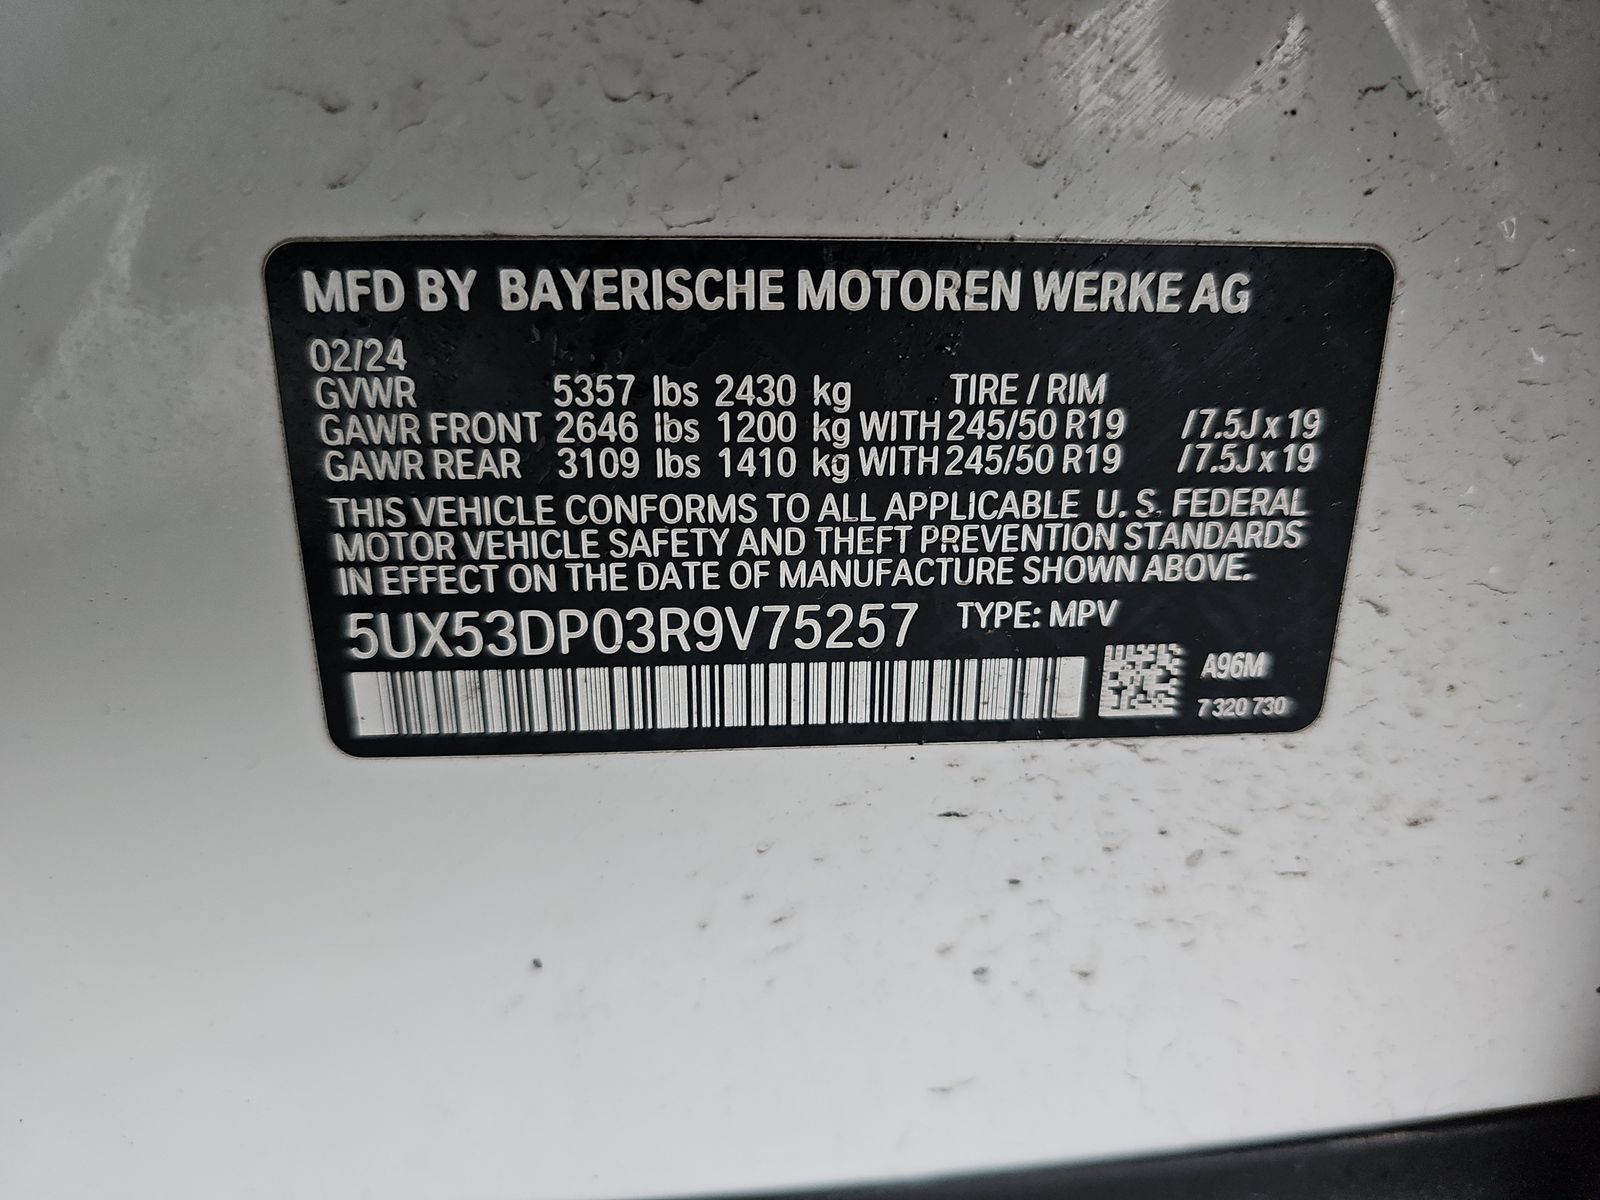 MFD BY BAYERISCHE MOTOREN WERKE AG
02/24
GVWR 5357 lbs 2430 kg TIRE / RIM
GAWR FRONT 2646 lbs 1200 kg WITH 245/50 R19 / 7.5J x 19
GAWR REAR 3109 lbs 1410 kg WITH 245/50 R19 / 7.5J x 19
THIS VEHICLE CONFORMS TO ALL APPLICABLE U. S. FEDERAL
MOTOR VEHICLE SAFETY AND THEFT PREVENTION STANDARDS
IN EFFECT ON THE DATE OF MANUFACTURE SHOWN ABOVE.
5UX53DP03R9V75257 TYPE: MPV
A96M
7 320 730